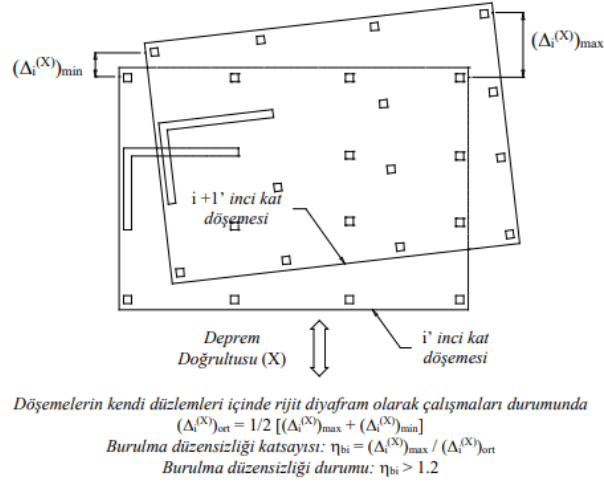 (Δi(X))min
(Δi(X))max
i +1' inci kat
döşemesi
Deprem
Doğrultusu (X)
i' inci kat
döşemesi
Döşemelerin kendi düzlemleri içinde rijit diyafram olarak çalışmaları durumunda
(Δi(X))ort = 1/2 [(Δi(X))max + (Δi(X))min]
Burulma düzensizliği katsayısı: ηbi = (Δi(X))max / (Δi(X))ort
Burulma düzensizliği durumu: ηbi > 1.2